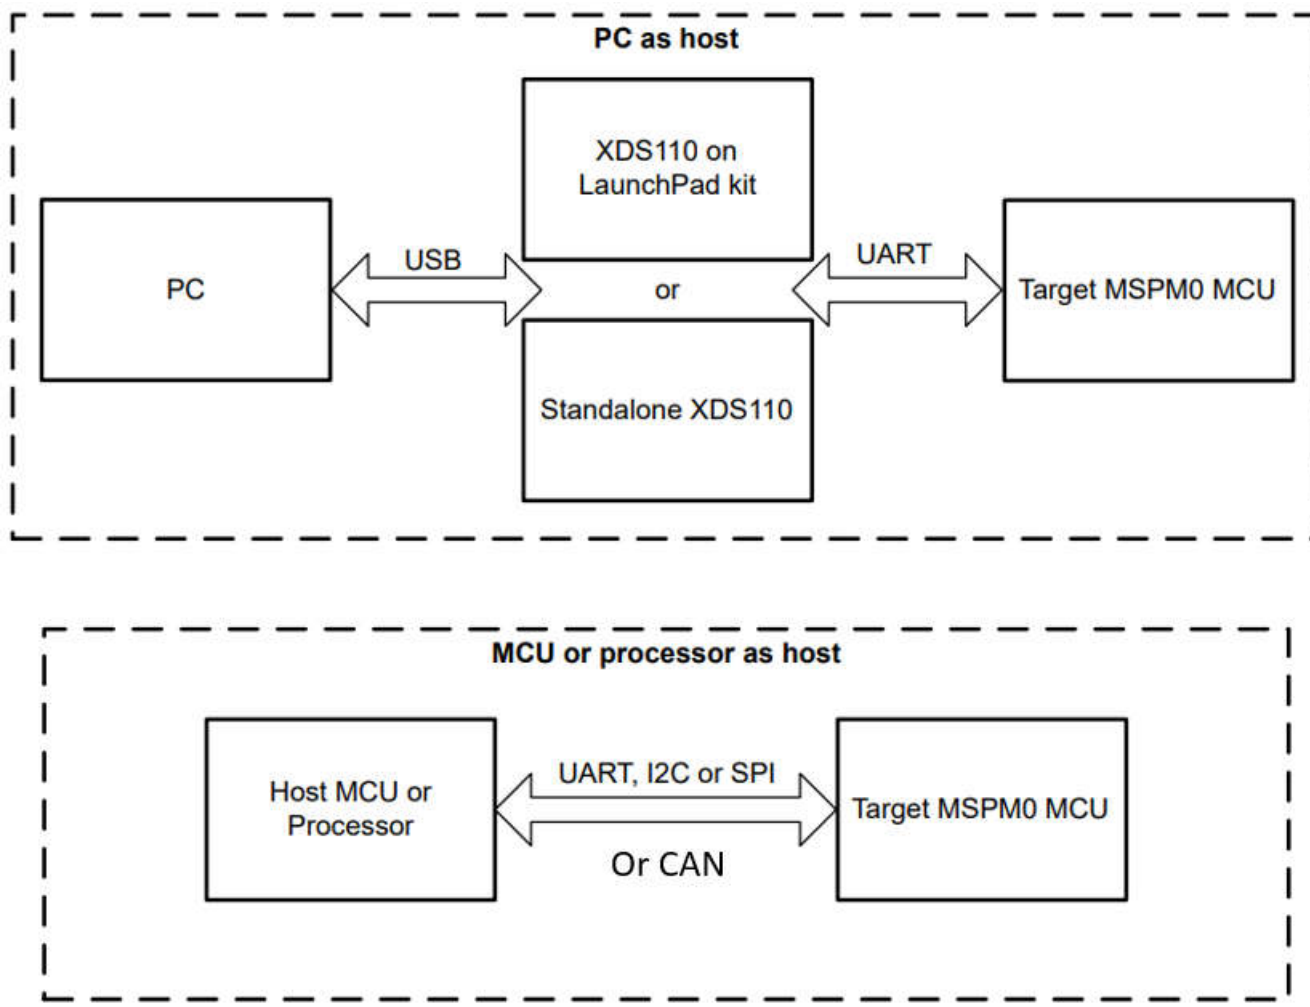 PC as host
XDS110 on
LaunchPad kit
PC
USB
or
UART
Target MSPM0 MCU
Standalone XDS110
MCU or processor as host
Host MCU or
Processor
UART, I2C or SPI
Or CAN
Target MSPM0 MCU